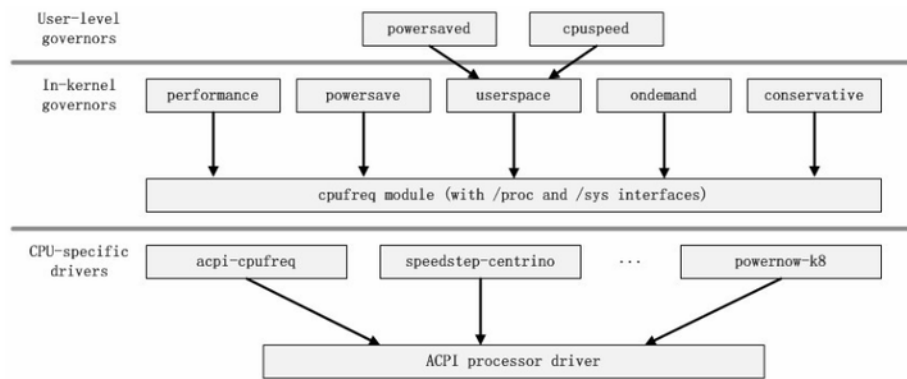 User-level
governors
powersaved
cpuspeed
In-kernel
governors
performance
powersave
userspace
ondemand
conservative
cpufreq module (with /proc and /sys interfaces)
CPU-specific
drivers
acpi-cpufreq
speedstep-centrino
...
powernow-k8
ACPI processor driver